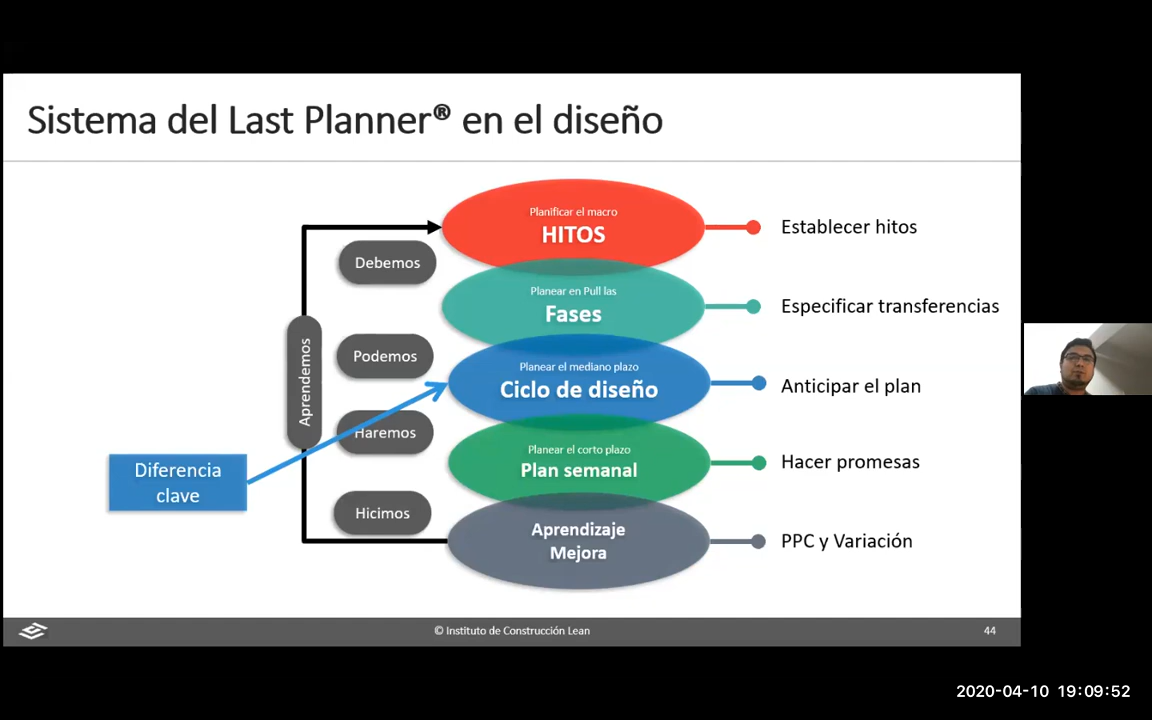 Sistema del Last Planner® en el diseño
Planificar el macro
HITOS
Establecer hitos
Debemos
Planear en Pull las
Fases
Especificar transferencias
Aprendemos
Podemos
Planear el mediano plazo
Ciclo de diseño
Anticipar el plan
Haremos
Planear el corto plazo
Plan semanal
Hacer promesas
Diferencia
clave
Hicimos
Aprendizaje
Mejora
PPC y Variación
© Instituto de Construcción Lean
44
2020-04-10 19:09:52